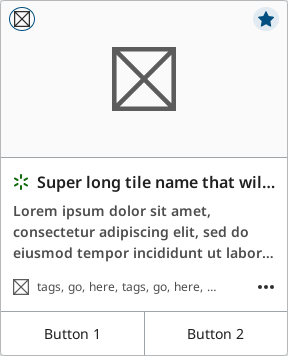 Super long tile name that wil...
Lorem ipsum dolor sit amet,
consectetur adipiscing elit, sed do
eiusmod tempor incididunt ut labor...
tags, go, here, tags, go, here, ...
Button 1
Button 2